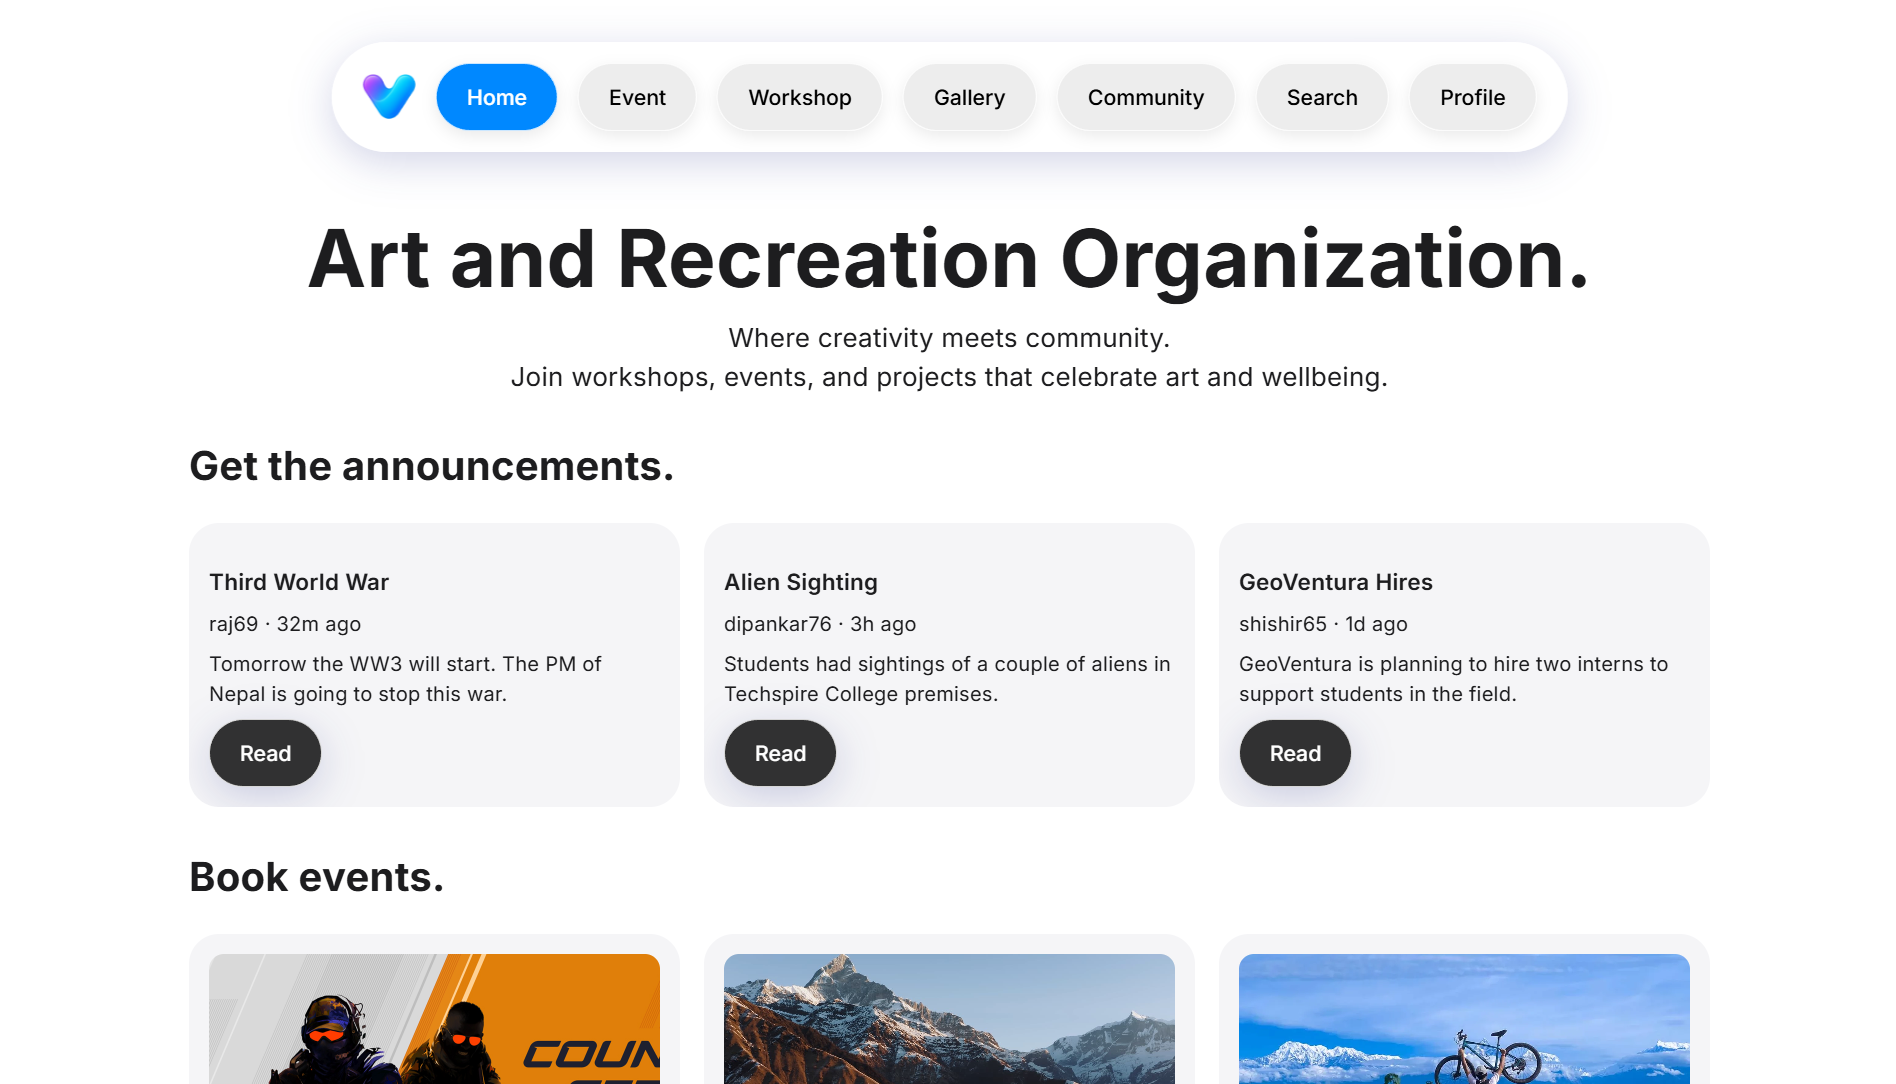 Home
Event
Workshop
Gallery
Community
Search
Profile
Art and Recreation Organization.
Where creativity meets community.
Join workshops, events, and projects that celebrate art and wellbeing.
Get the announcements.
Third World War
raj69 · 32m ago
Tomorrow the WW3 will start. The PM of
Nepal is going to stop this war.
Read
Alien Sighting
dipankar76 · 3h ago
Students had sightings of a couple of aliens in
Techspire College premises.
Read
GeoVentura Hires
shishir65 · 1d ago
GeoVentura is planning to hire two interns to
support students in the field.
Read
Book events.
COUN